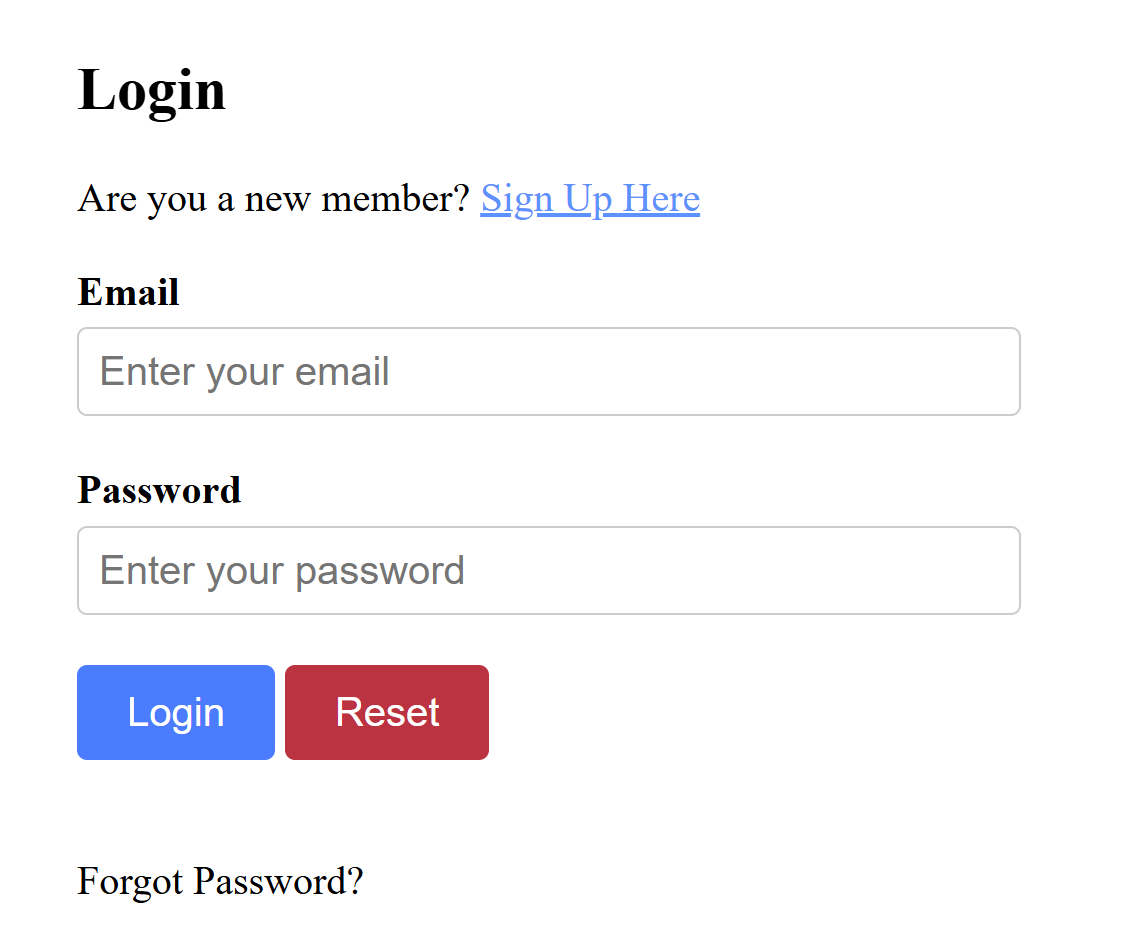 Login
Are you a new member? Sign Up Here
Email
Enter your email
Password
Enter your password
Login Reset
Forgot Password?